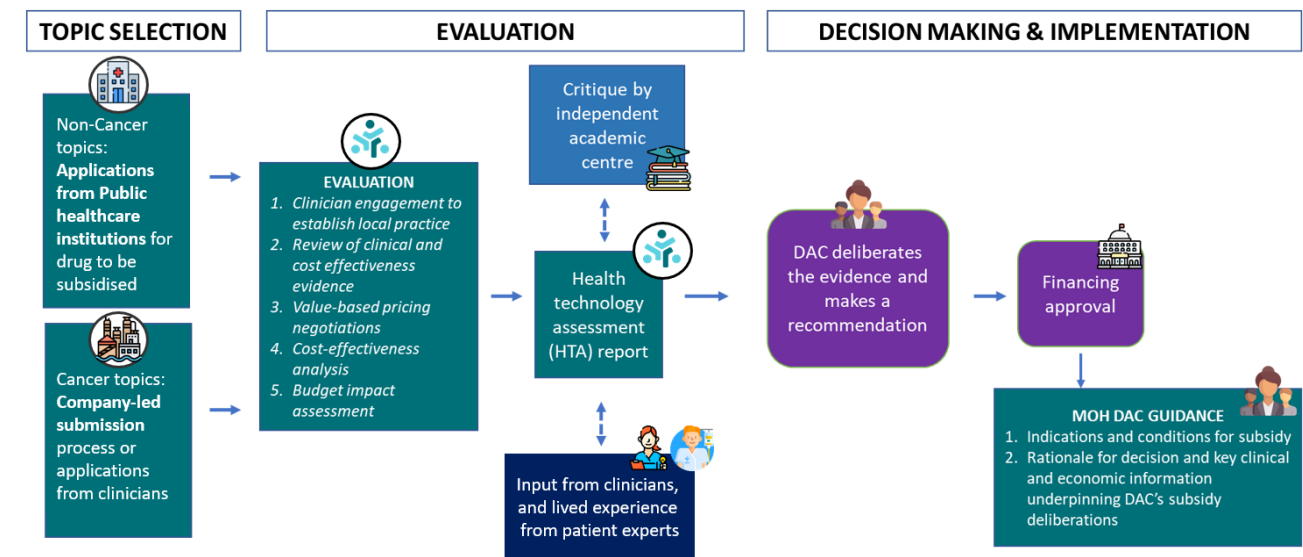 TOPIC SELECTION
EVALUATION
DECISION MAKING & IMPLEMENTATION
Non-Cancer
topics:
Applications
from Public
healthcare
institutions for
drug to be
subsidised
Cancer topics:
Company-led
submission
process or
applications
from clinicians
EVALUATION
1. Clinician engagement to
establish local practice
2. Review of clinical and
cost effectiveness
evidence
3. Value-based pricing
negotiations
4. Cost-effectiveness
analysis
5. Budget impact
assessment
Critique by
independent
academic
centre
Health
technology
assessment
(HTA) report
Input from clinicians,
and lived experience
from patient experts
DAC deliberates
the evidence and
makes a
recommendation
Financing
approval
MOH DAC GUIDANCE
1. Indications and conditions for subsidy
2. Rationale for decision and key clinical
and economic information
underpinning DAC's subsidy
deliberations